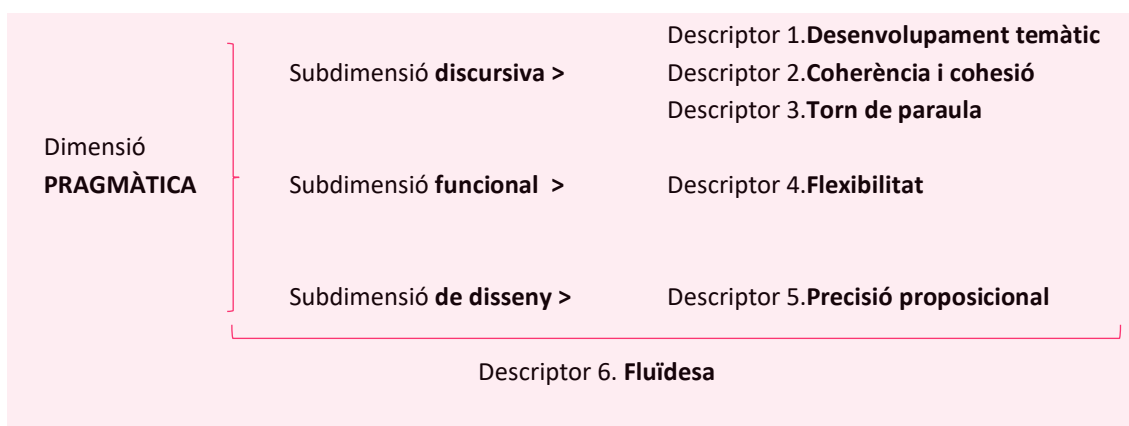 Descriptor 1.Desenvolupament temàtic
Subdimensió discursiva > Descriptor 2.Coherència i cohesió
Descriptor 3.Torn de paraula
Dimensió
PRAGMÀTICA Subdimensió funcional > Descriptor 4.Flexibilitat
Subdimensió de disseny > Descriptor 5.Precisió proposicional
Descriptor 6. Fluïdesa